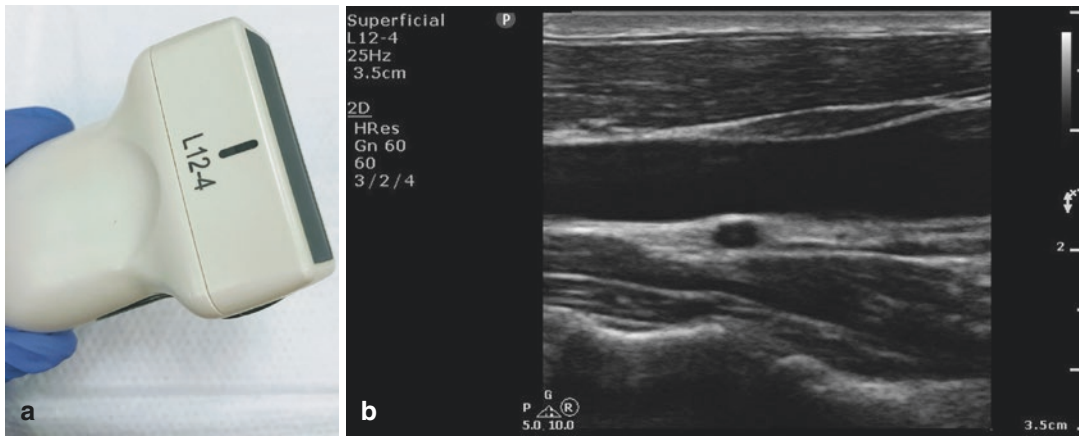 L12-4
a
Superficial
P
L12-4
25Hz
3.5cm
2D
HRes
Gn 60
60
3/2/4
x
2
G
P R
5.0 10.0
3.5cm
b